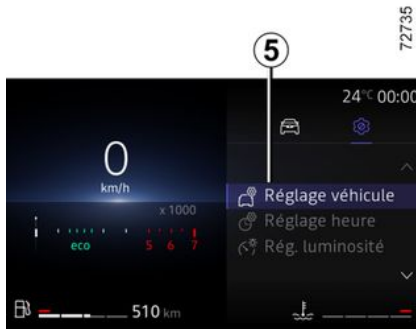 72735
5
24°C 00:00
0
km/h
x 1000
eco 5 6 7
Réglage véhicule
Réglage heure
Rég. luminosité
510 km